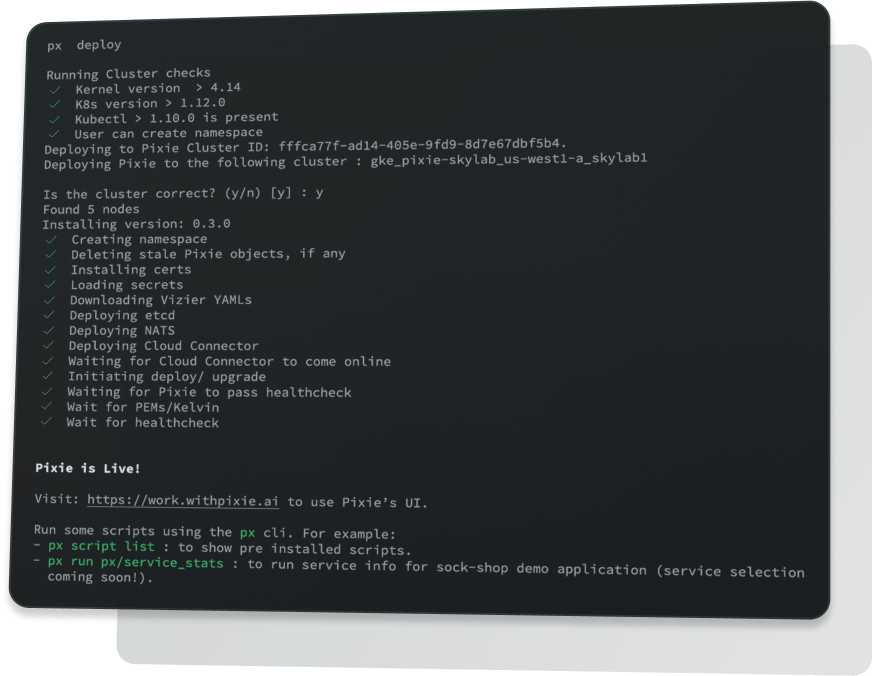 px deploy
Running Cluster checks
✓ Kernel version > 4.14
✓ K8s version > 1.12.0
✓ Kubectl > 1.10.0 is present
✓ User can create namespace
Deploying to Pixie Cluster ID: fffca77f-ad14-405e-9fd9-8d7e67dbf5b4.
Deploying Pixie to the following cluster : gke_pixie-skylab_us-west1-a_skylab1
Is the cluster correct? (y/n) [y] : y
Found 5 nodes
Installing version: 0.3.0
✓ Creating namespace
✓ Deleting stale Pixie objects, if any
✓ Installing certs
✓ Loading secrets
✓ Downloading Vizier YAMLs
✓ Deploying etcd
✓ Deploying NATS
✓ Deploying Cloud Connector
✓ Waiting for Cloud Connector to come online
✓ Initiating deploy/ upgrade
✓ Waiting for Pixie to pass healthcheck
✓ Wait for PEMs/Kelvin
✓ Wait for healthcheck
Pixie is Live!
Visit: https://work.withpixie.ai to use Pixie’s UI.
Run some scripts using the px cli. For example:
- px script list : to show pre installed scripts.
- px run px/service_stats : to run service info for sock-shop demo application (service selection
coming soon!).